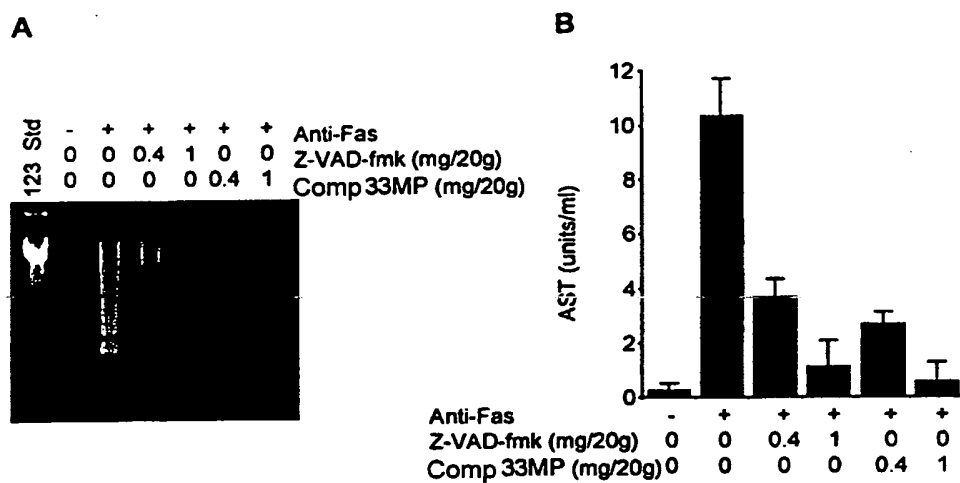 A
123 Std
- + + + + + Anti-Fas
0 0 0.4 1 0 0 Z-VAD-fmk (mg/20g)
0 0 0 0 0.4 1 Comp 33MP (mg/20g)
B
AST (units/ml)
12
10
8
6
4
2
0
Anti-Fas - + + + + +
Z-VAD-fmk (mg/20g) 0 0 0.4 1 0 0
Comp 33MP (mg/20g) 0 0 0 0 0.4 1